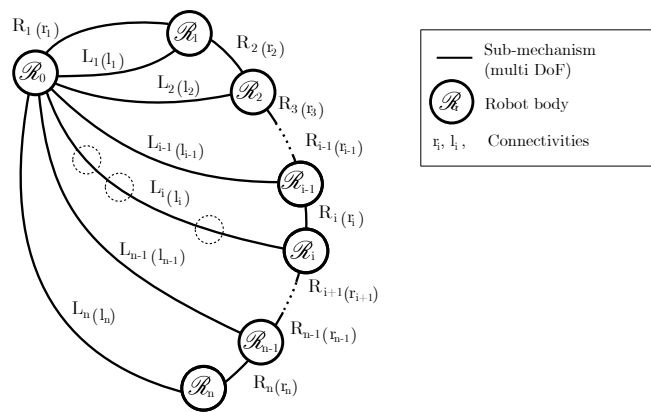 R₁(r₁)
ℛ₁
R₂(r₂)
ℛ₀
L₁(l₁)
L₂(l₂)
ℛ₂
R₃(r₃)
Lᵢ₋₁(lᵢ₋₁)
Rᵢ₋₁(rᵢ₋₁)
ℛᵢ₋₁
Lᵢ(lᵢ)
Rᵢ(rᵢ)
ℛᵢ
Lₙ₋₁(lₙ₋₁)
Rᵢ₊₁(rᵢ₊₁)
Lₙ(lₙ)
Rₙ₋₁(rₙ₋₁)
ℛₙ₋₁
Rₙ(rₙ)
ℛₙ
Sub-mechanism
(multi DoF)
ℛᵢ Robot body
rᵢ, lᵢ, Connectivities